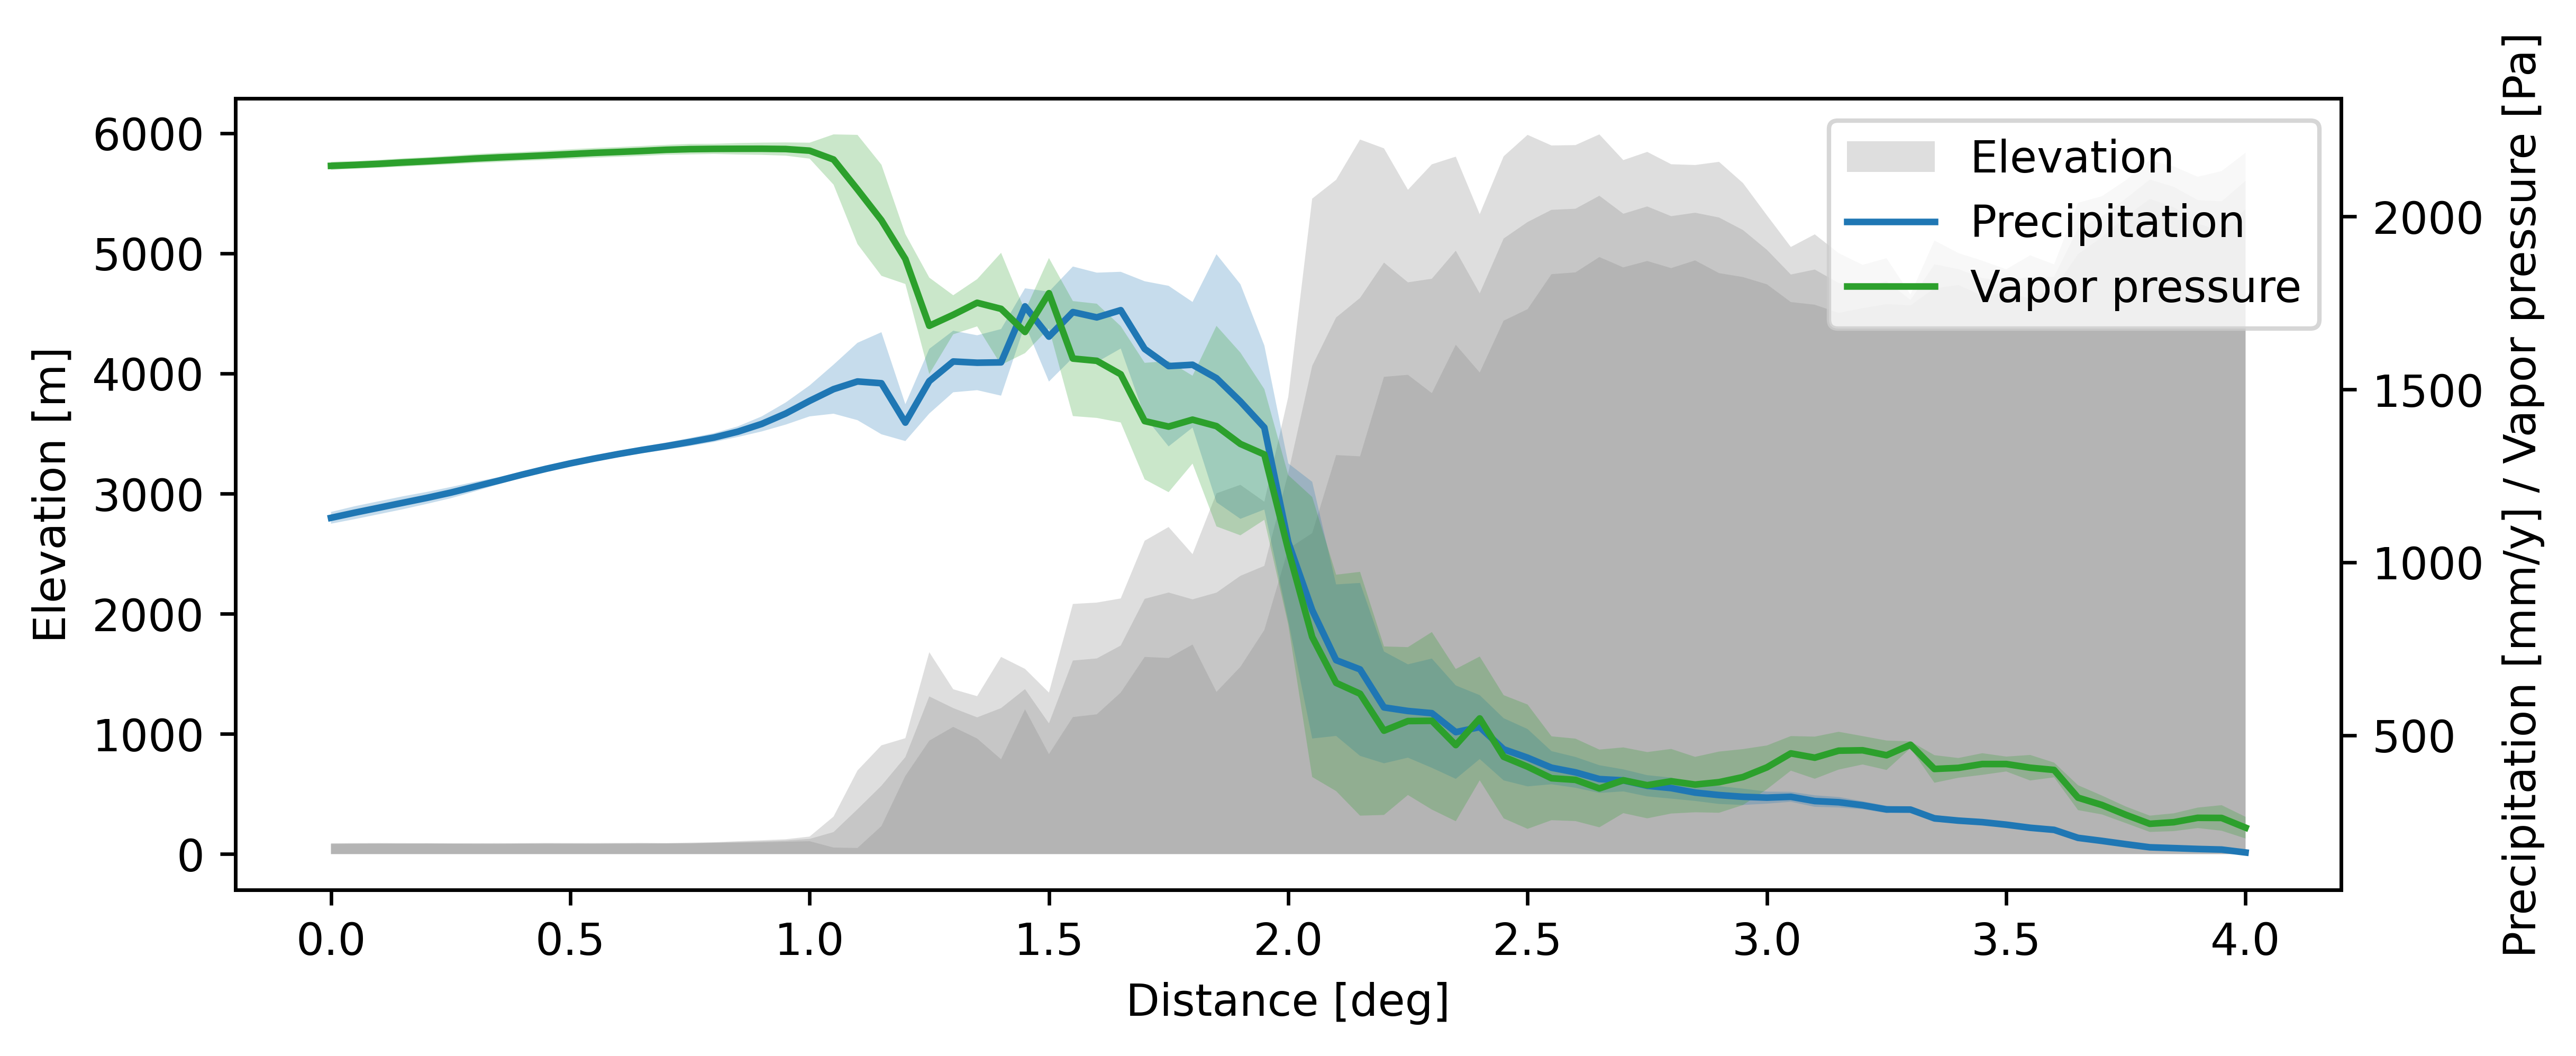 Elevation [m]
6000
5000
4000
3000
2000
1000
0
0.0 0.5 1.0 1.5 2.0 2.5 3.0 3.5 4.0
Distance [deg]
2000
1500
1000
500
Precipitation [mm/y] / Vapor pressure [Pa]
Elevation
Precipitation
Vapor pressure